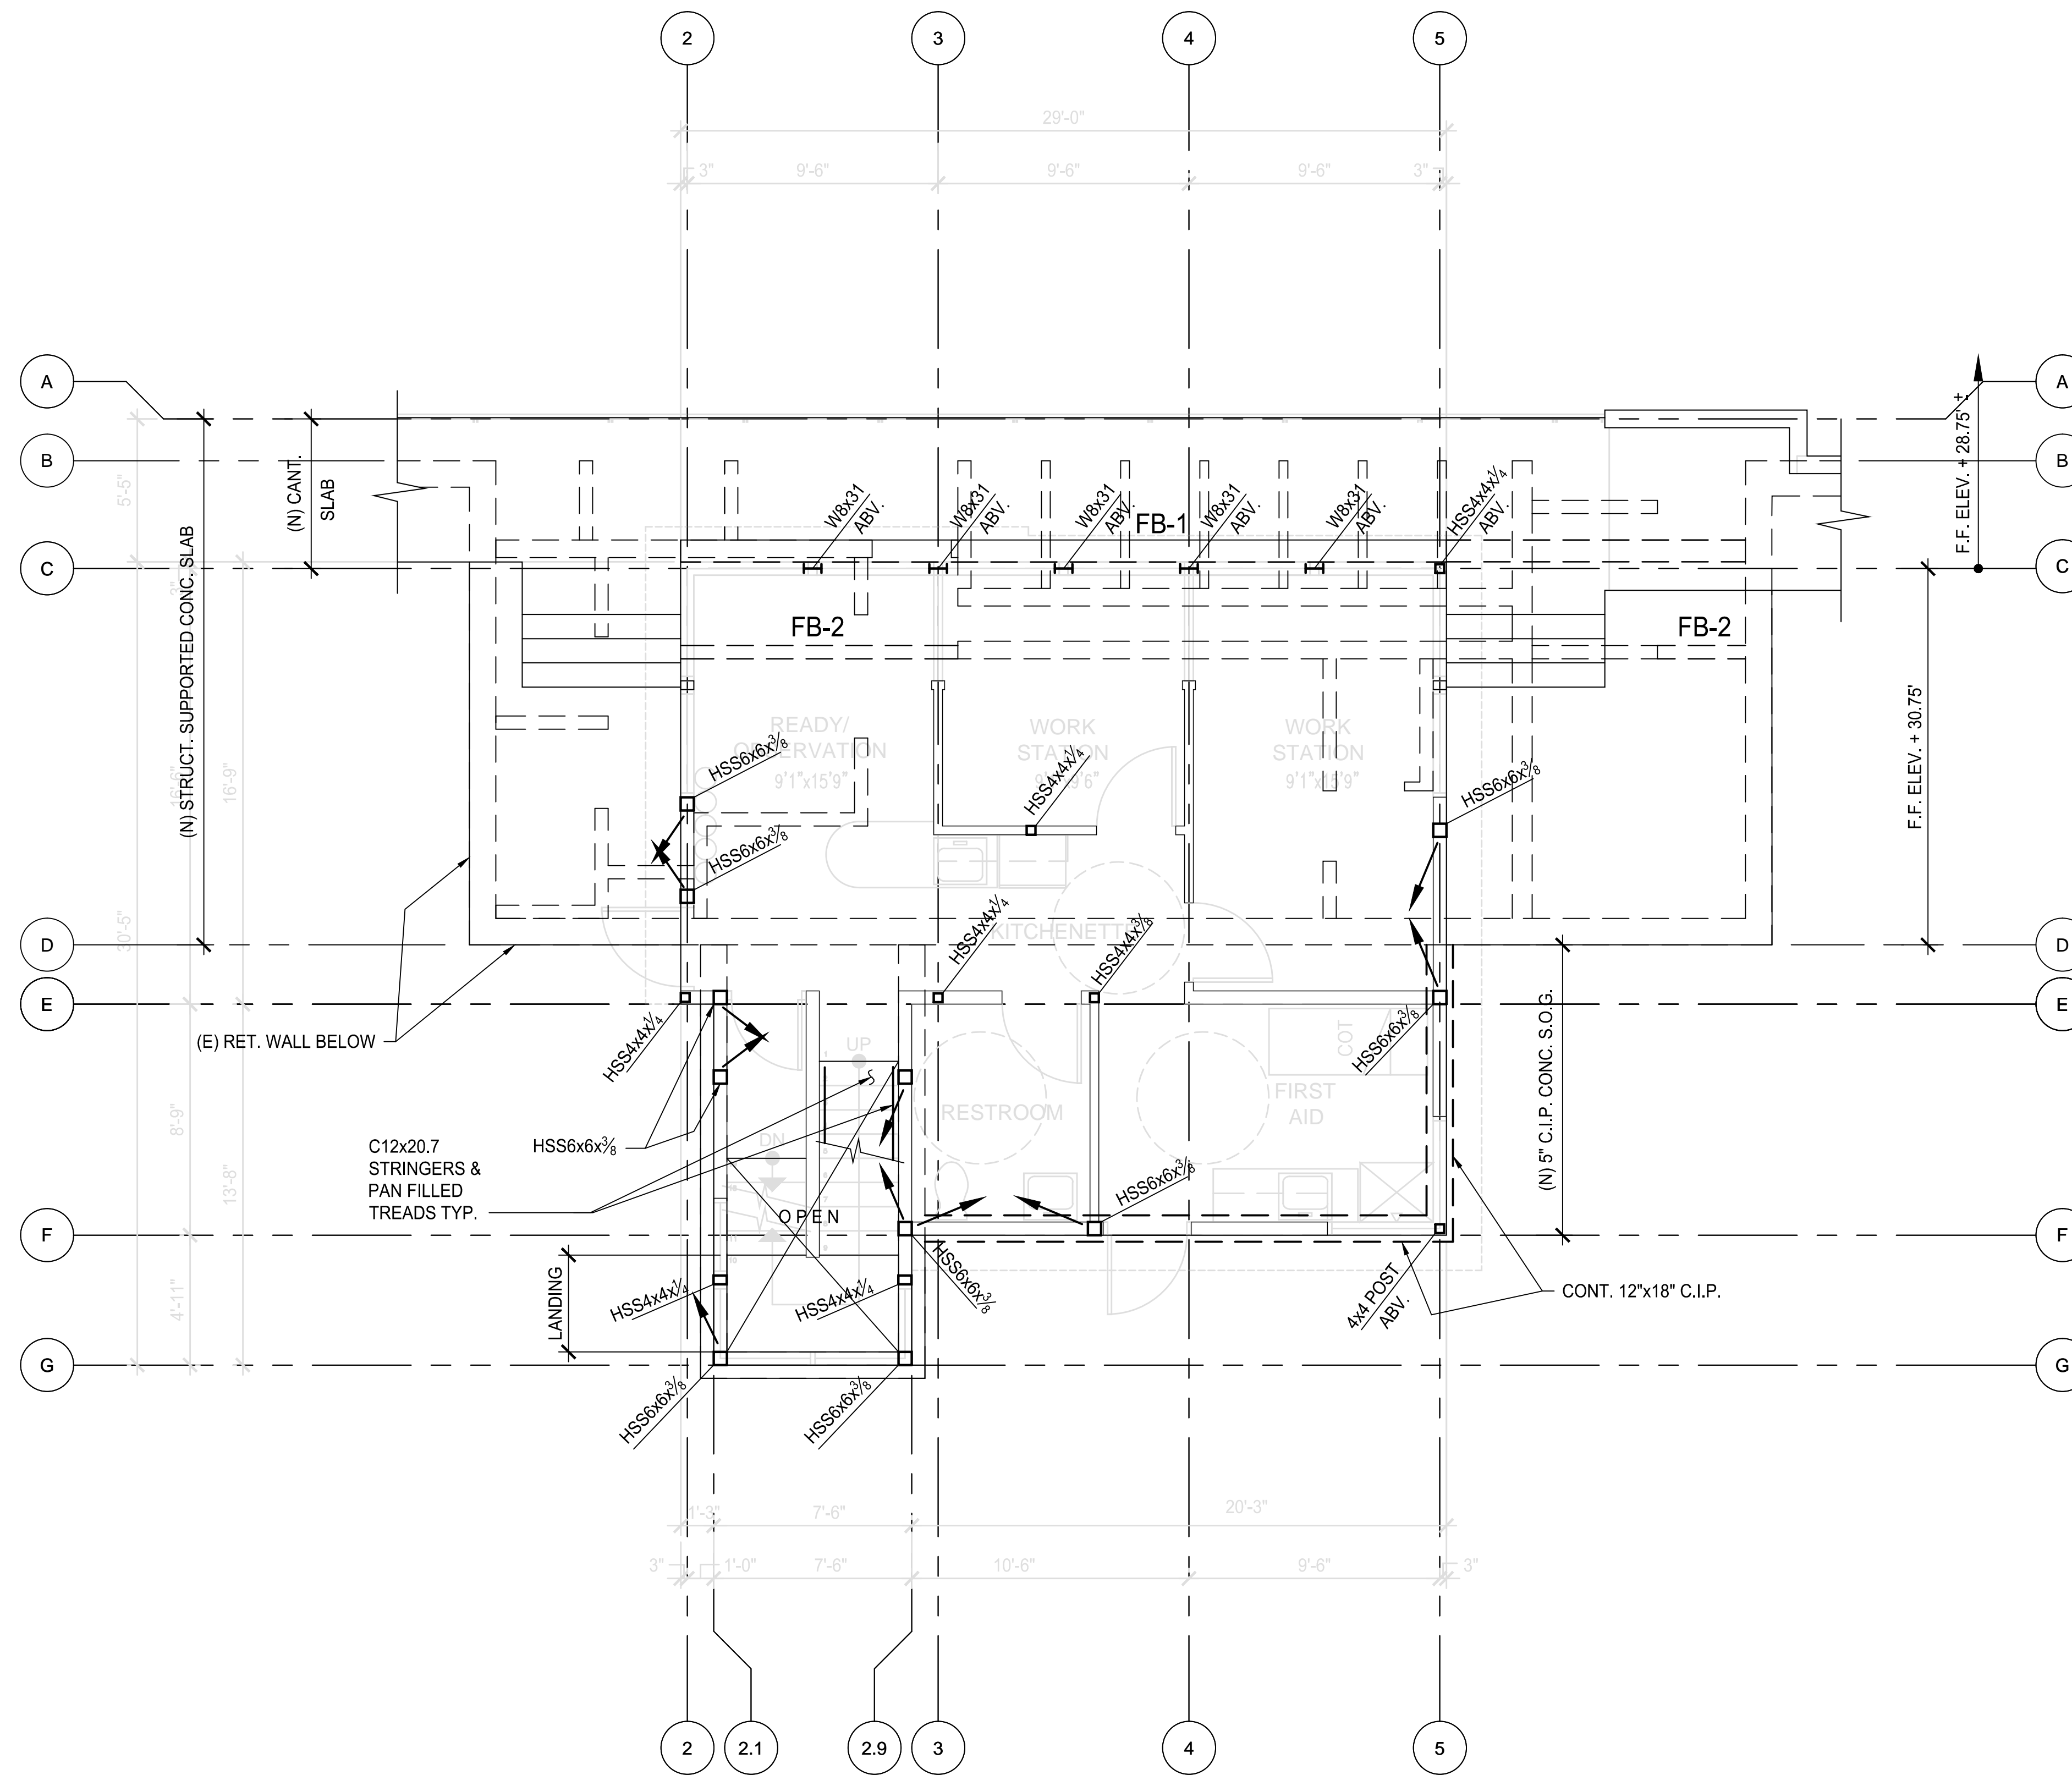 2
3
4
5
29'-0"
3"
9'-6"
9'-6"
9'-6"
3"
A
A
B
B
C
C
D
D
E
E
F
F
G
G
5'-5"
30'-5"
16'-9"
8'-9"
13'-8"
4'-11"
(N) STRUCT. SUPPORTED CONC. SLAB
(N) CANT.
SLAB
F.F. ELEV. + 28.75' ±
F.F. ELEV. + 30.75'
W8x31
ABV.
W8x31
ABV.
W8x31
ABV.
W8x31
ABV.
W8x31
ABV.
HSS4x4x1/4
ABV.
FB-1
FB-2
FB-2
READY/
OBSERVATION
9'1"x15'9"
WORK
STATION
WORK
STATION
9'1"x15'9"
HSS6x6x3/8
HSS6x6x3/8
HSS4x4x1/4
HSS6x6x3/8
KITCHENETTE
HSS4x4x1/4
HSS4x4x3/8
(E) RET. WALL BELOW
HSS4x4x1/4
HSS6x6x3/8
UP
DN
OPEN
RESTROOM
FIRST
AID
COT
HSS6x6x3/8
(N) 5" C.I.P. CONC. S.O.G.
C12x20.7
STRINGERS &
PAN FILLED
TREADS TYP.
HSS6x6x3/8
LANDING
HSS4x4x1/4
HSS4x4x1/4
HSS6x6x3/8
4x4 POST
ABV.
CONT. 12"x18" C.I.P.
HSS6x6x3/8
HSS6x6x3/8
1'-3"
7'-6"
20'-3"
3"
1'-0"
7'-6"
10'-6"
9'-6"
3"
2
2.1
2.9
3
4
5